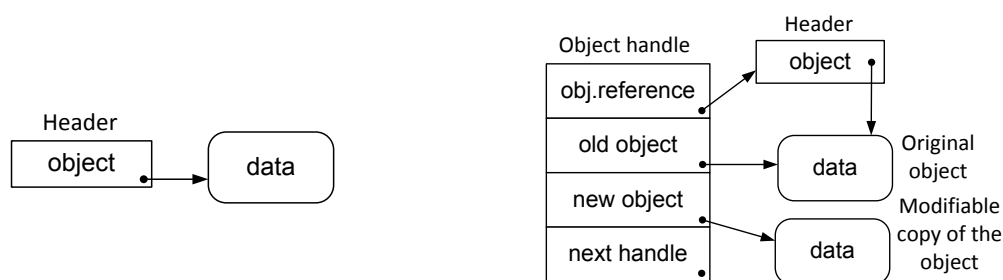 Header
object
data
Object handle
obj.reference
old object
new object
next handle
Header
object
data
Original
object
data
Modifiable
copy of the
object